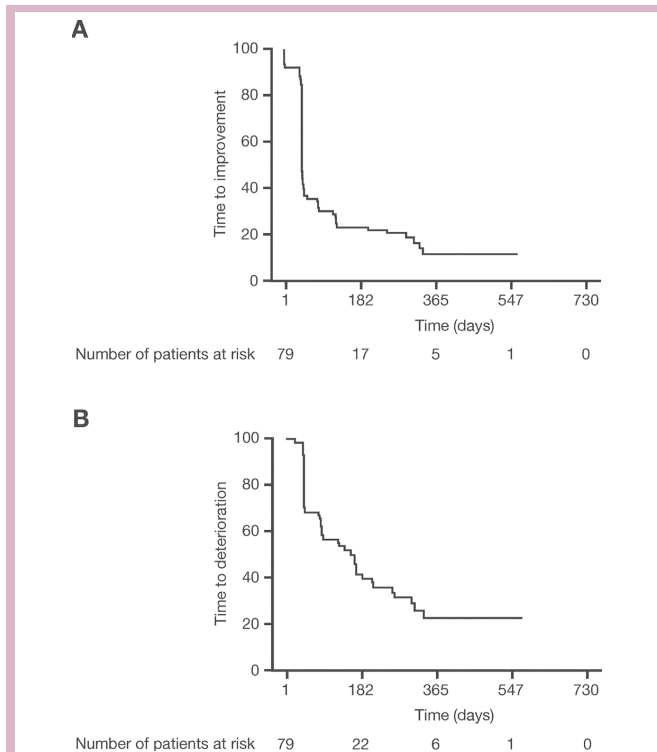 A
100
80
60
40
20
0
Time to improvement
1 182 365 547 730
Time (days)
Number of patients at risk 79 17 5 1 0
B
100
80
60
40
20
0
Time to deterioration
1 182 365 547 730
Time (days)
Number of patients at risk 79 22 6 1 0